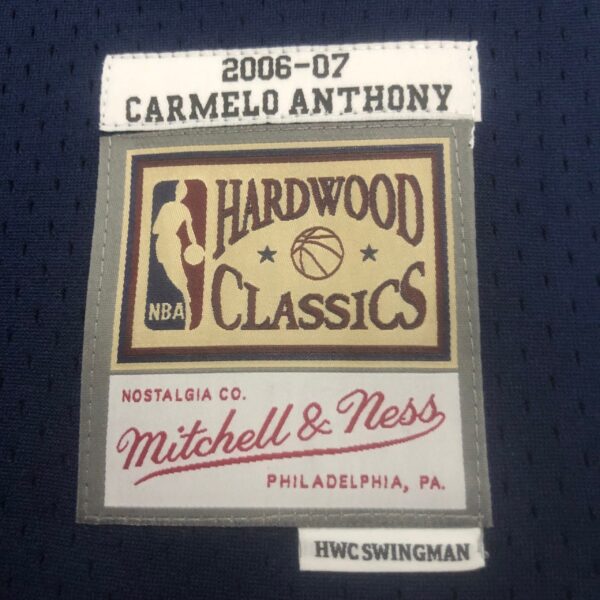 2006-07
CARMELO ANTHONY
HARDWOOD
CLASSICS
NBA
NOSTALGIA CO.
Mitchell & Ness
PHILADELPHIA, PA.
HWC SWINGMAN